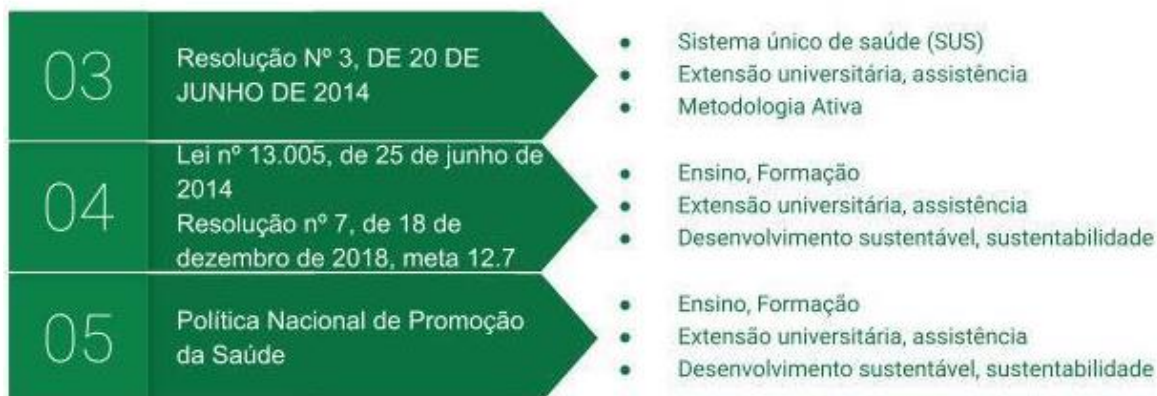 03
Resolução Nº 3, DE 20 DE
JUNHO DE 2014
• Sistema único de saúde (SUS)
• Extensão universitária, assistência
• Metodologia Ativa
04
Lei nº 13.005, de 25 de junho de
2014
Resolução nº 7, de 18 de
dezembro de 2018, meta 12.7
• Ensino, Formação
• Extensão universitária, assistência
• Desenvolvimento sustentável, sustentabilidade
05
Política Nacional de Promoção
da Saúde
• Ensino, Formação
• Extensão universitária, assistência
• Desenvolvimento sustentável, sustentabilidade